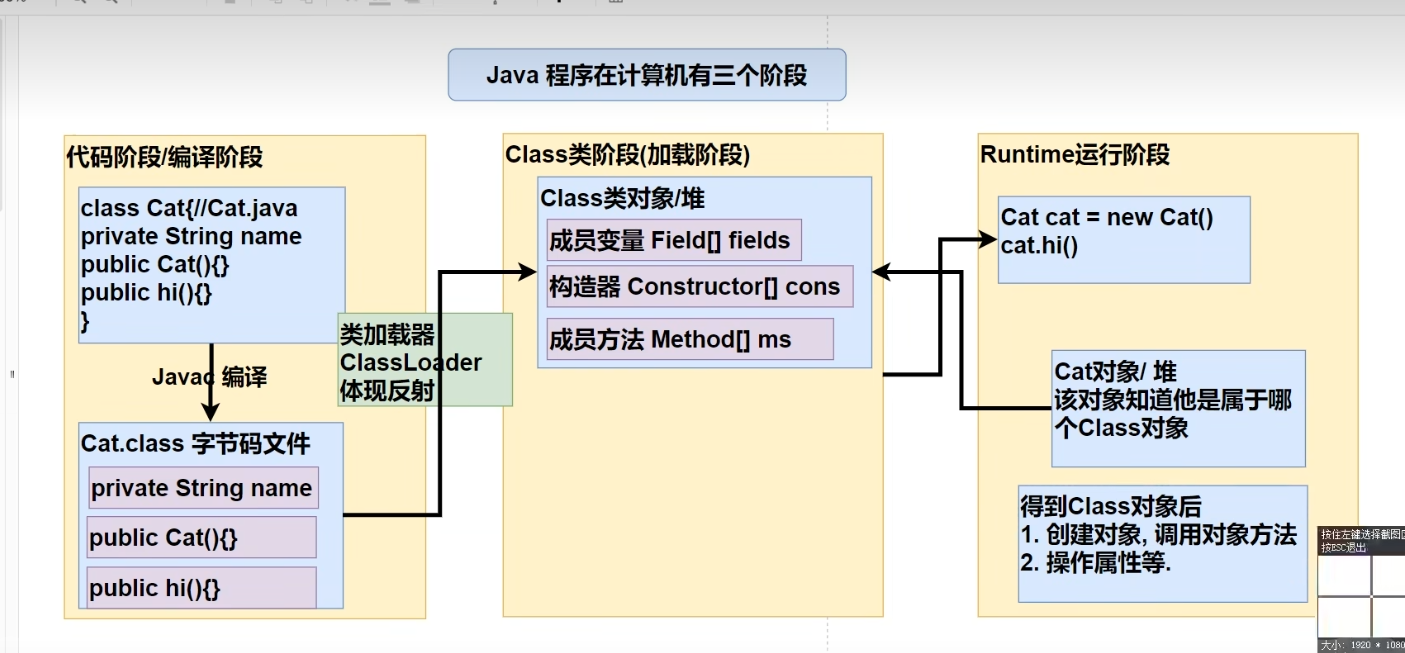 Java 程序在计算机有三个阶段
代码阶段/编译阶段
class Cat{//Cat.java
private String name
public Cat(){}
public hi(){}
}
Javac 编译
Cat.class 字节码文件
private String name
public Cat(){}
public hi(){}
类加载器
ClassLoader
体现反射
Class类阶段(加载阶段)
Class类对象/堆
成员变量 Field[] fields
构造器 Constructor[] cons
成员方法 Method[] ms
Runtime运行阶段
Cat cat = new Cat()
cat.hi()
Cat对象/ 堆
该对象知道他是属于哪
个Class对象
得到Class对象后
1. 创建对象, 调用对象方法
2. 操作属性等.
按住左键选择截图区
按ESC退出
大小: 1920 * 1080